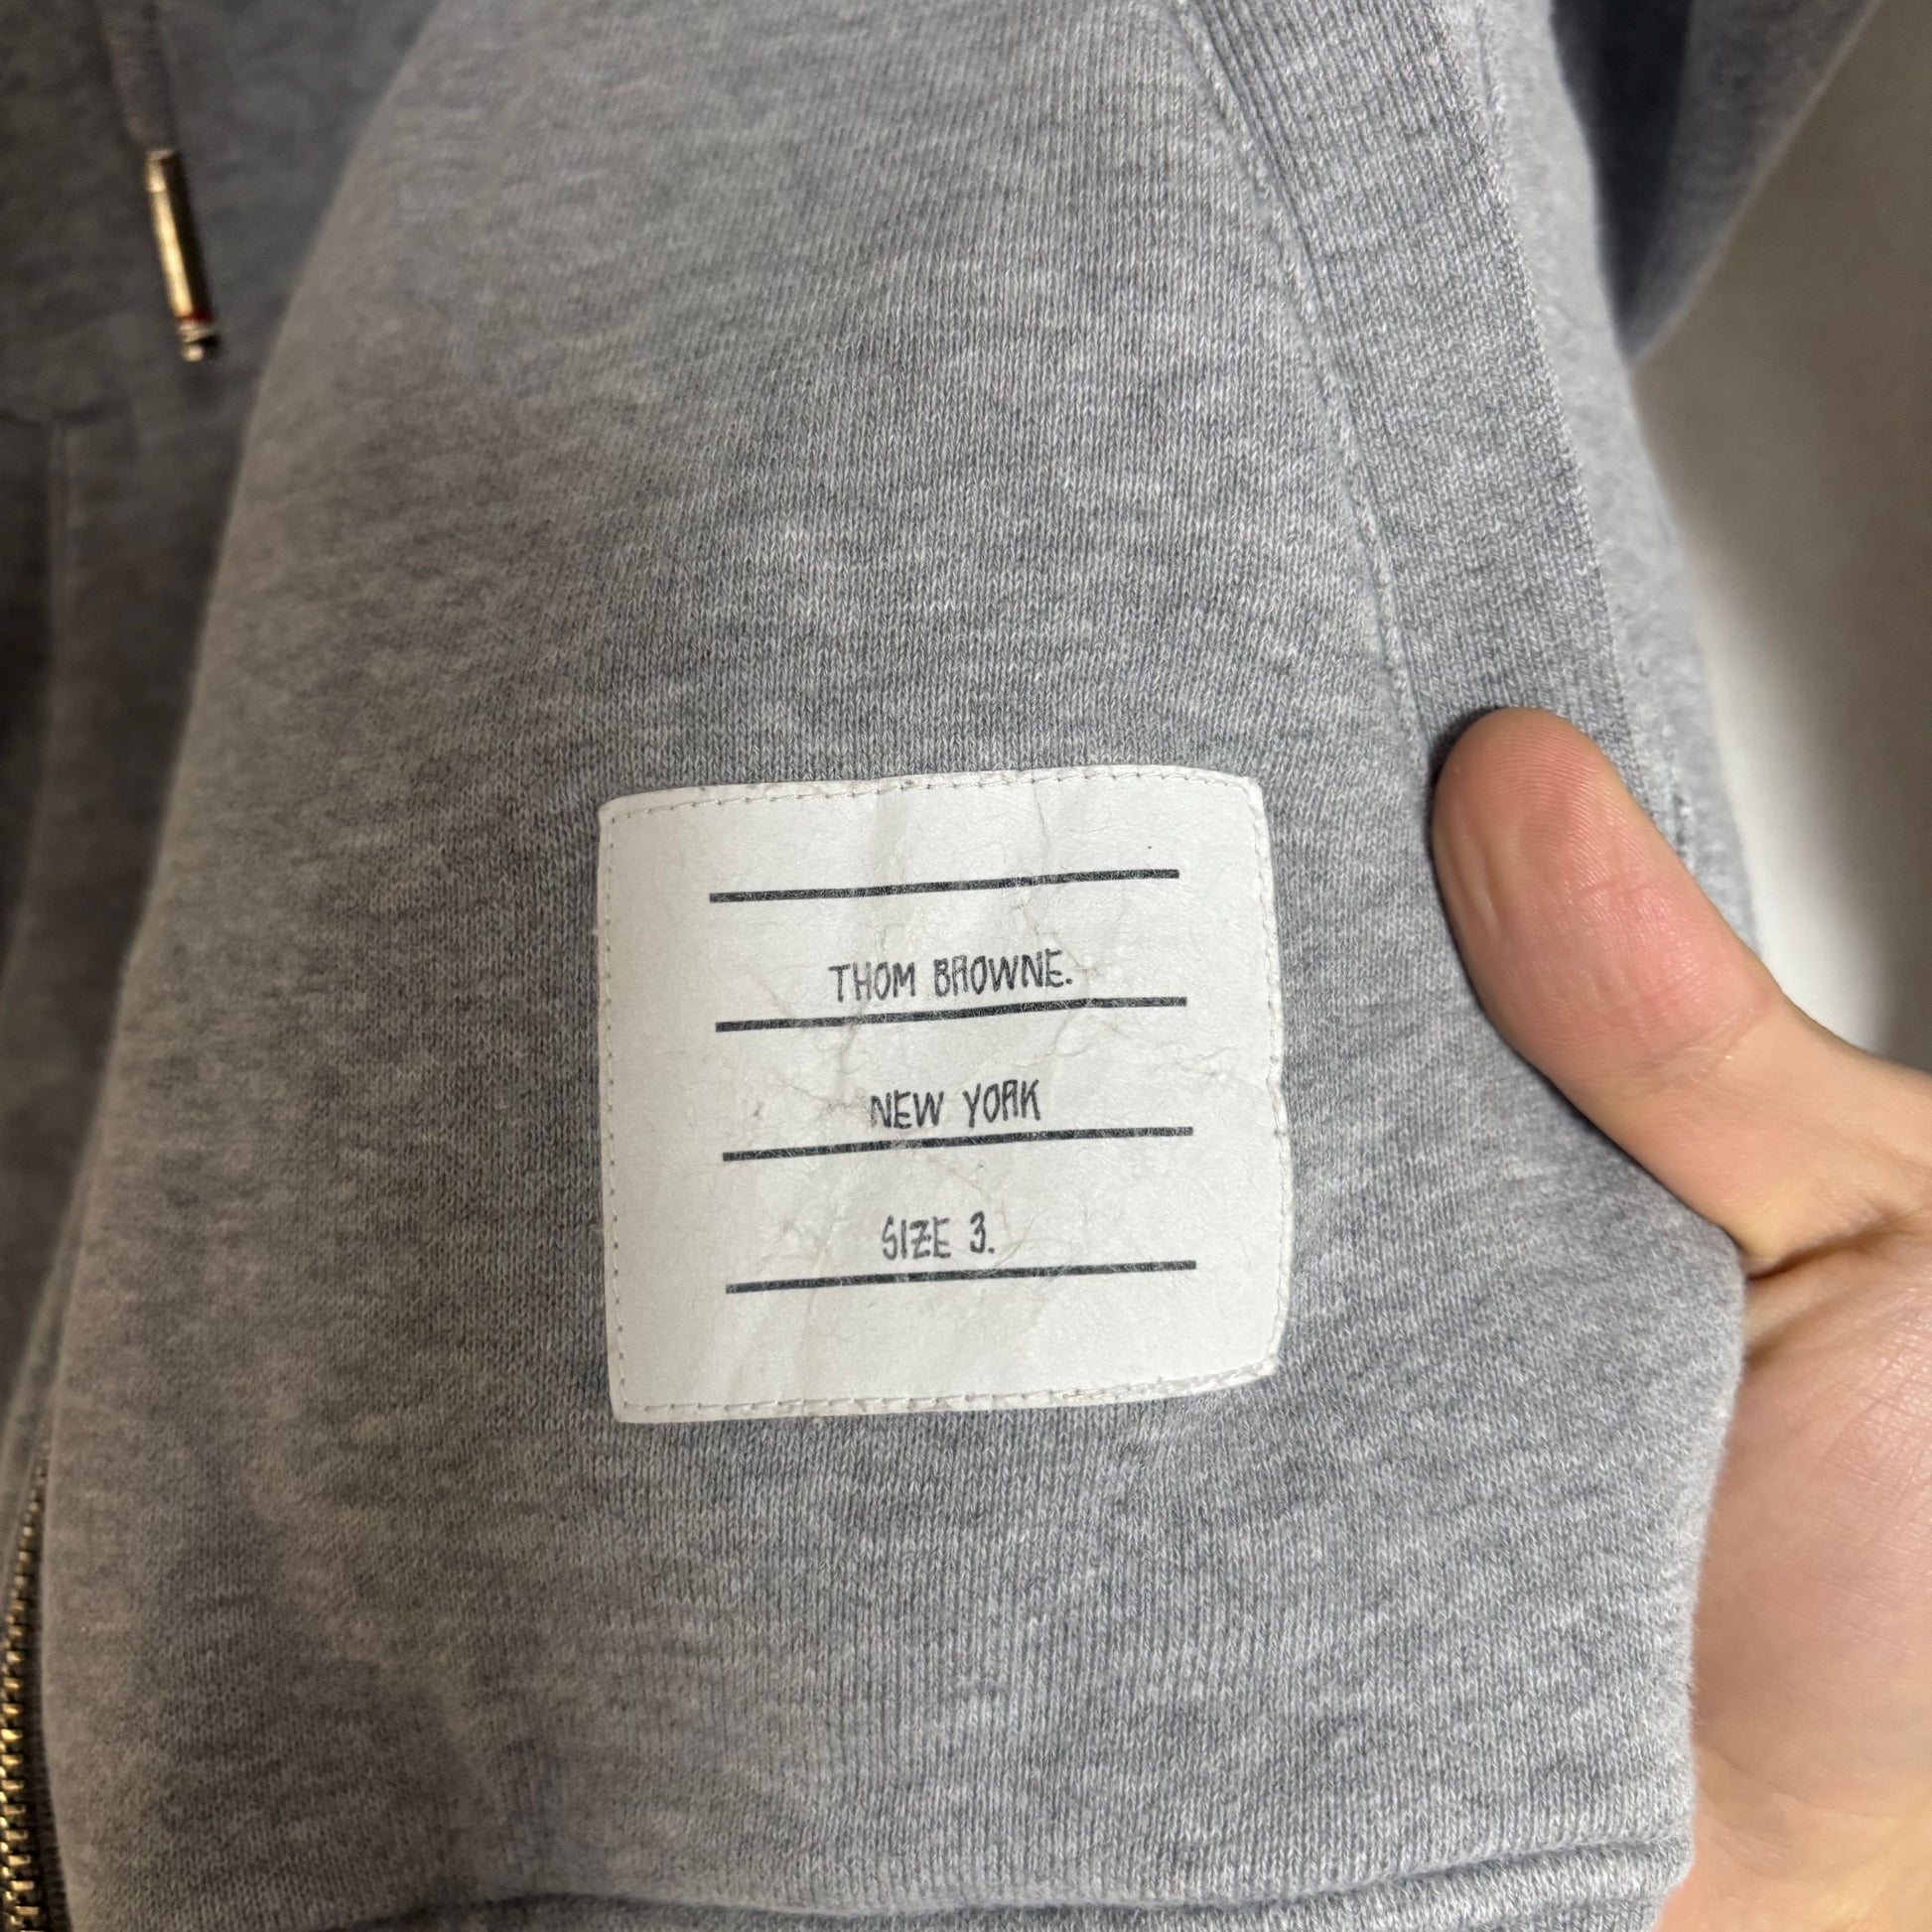 THOM BROWNE.
NEW YORK
SIZE 3.